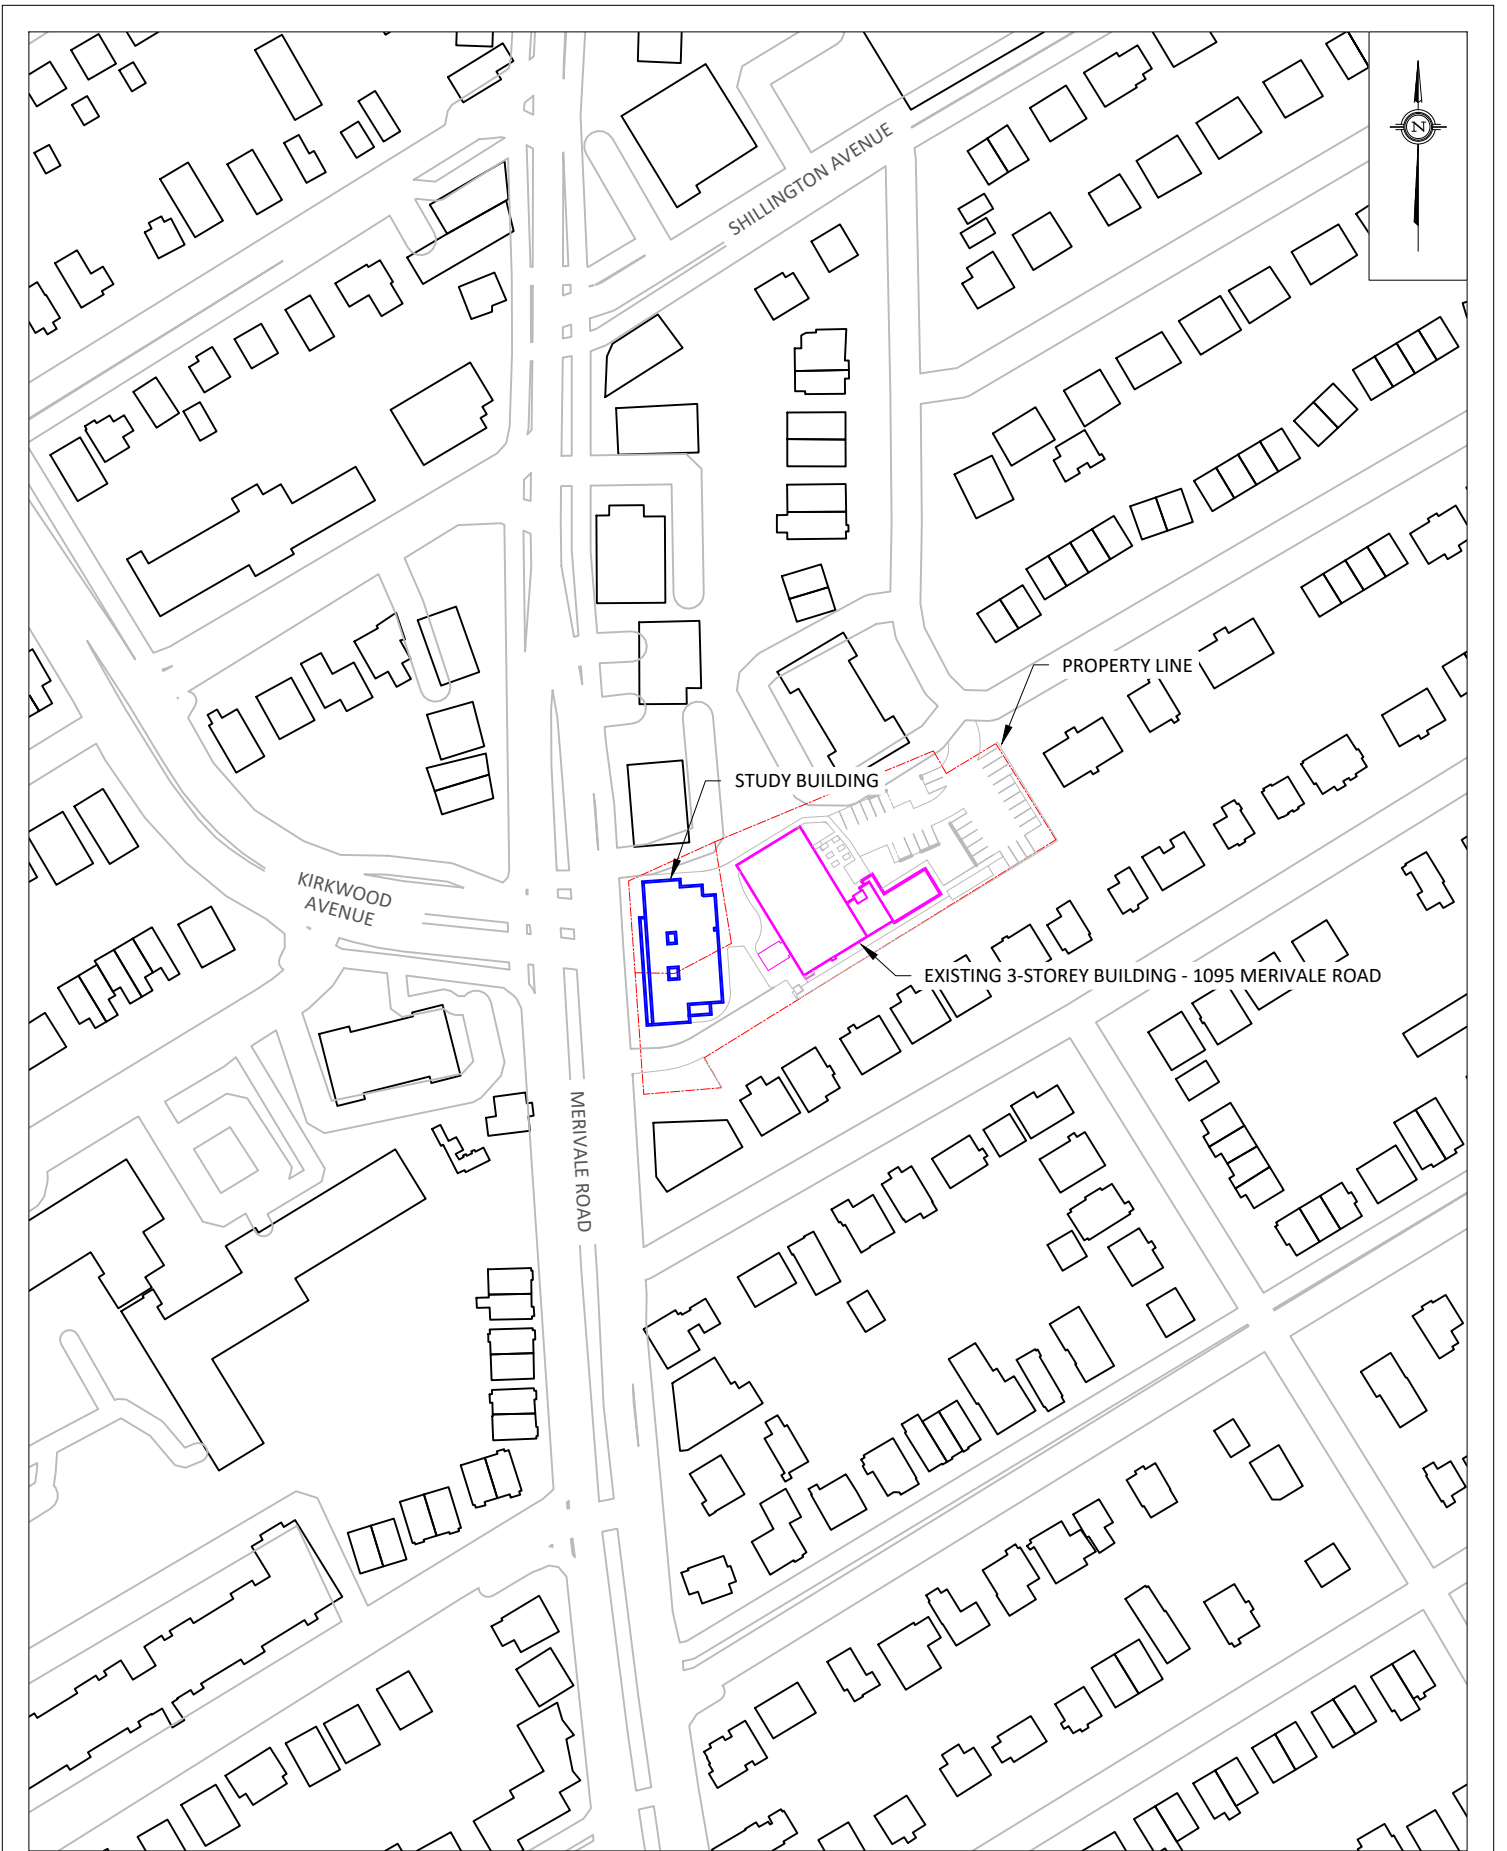 N
SHILLINGTON AVENUE
PROPERTY LINE
STUDY BUILDING
KIRKWOOD
AVENUE
EXISTING 3-STOREY BUILDING - 1095 MERIVALE ROAD
MERIVALE ROAD